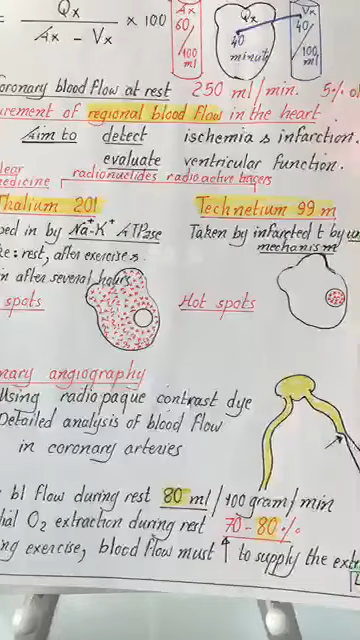 = Qx / Ax - Vx x 100
Ax 60 / 100 ml
Qx 40 minute
Vx 40 / 100 ml
oronary blood flow at rest 250 ml/min. 5%
urement of regional blood flow in the heart
Aim to detect ischemia & infarction.
evaluate ventricular function.
lear medicine radionuclides radioactive tracers
Thalium 201 Technetium 99 m
ped in by Na+-K+ ATPase Taken by infarcted t by un
ke: rest, after exercise & mechanism
n after several hours
spots Hot spots
nary angiography
Using radiopaque contrast dye
Detailed analysis of blood flow
in coronary arteries
bl flow during rest 80 ml/100 gram/min
ial O2 extraction during rest 70-80 %
ng exercise, blood flow must ↑ to supply the ext